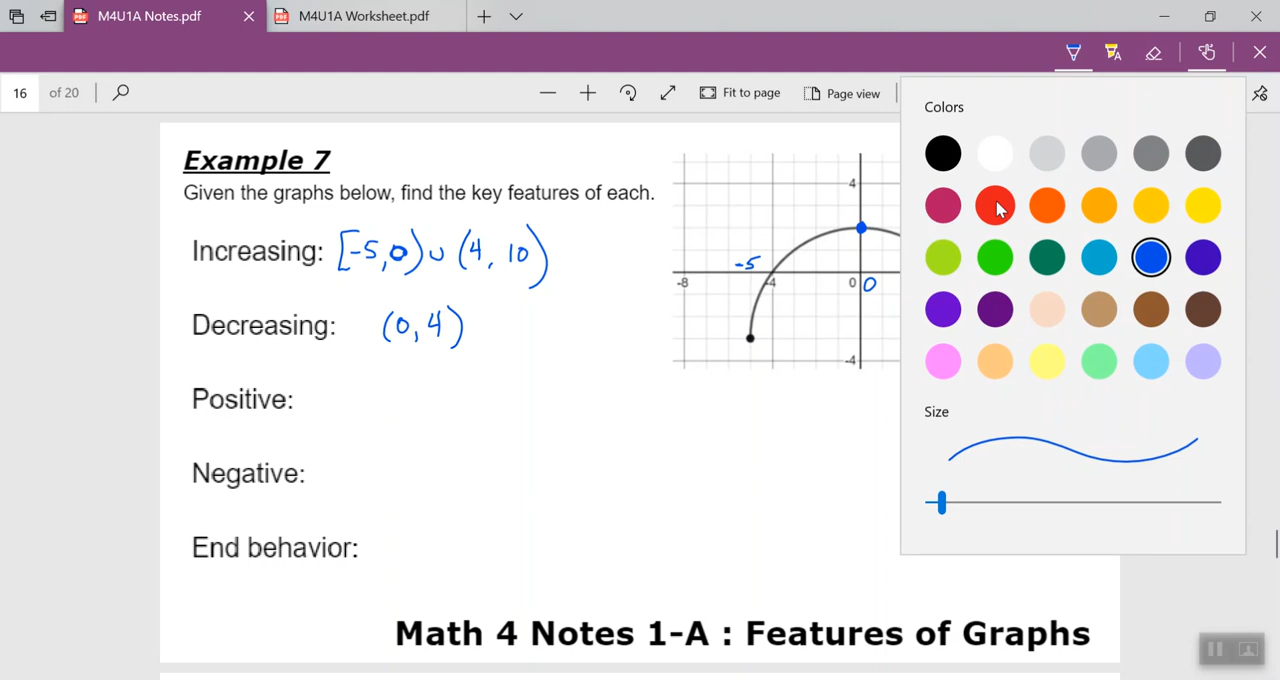 M4U1A Notes.pdf
M4U1A Worksheet.pdf
16 of 20
Fit to page
Page view
Colors
Size
Example 7
Given the graphs below, find the key features of each.
Increasing: [-5,0) ∪ (4, 10)
Decreasing: (0,4)
Positive:
Negative:
End behavior:
4
-5
-8
-4
0
0
-4
Math 4 Notes 1-A : Features of Graphs